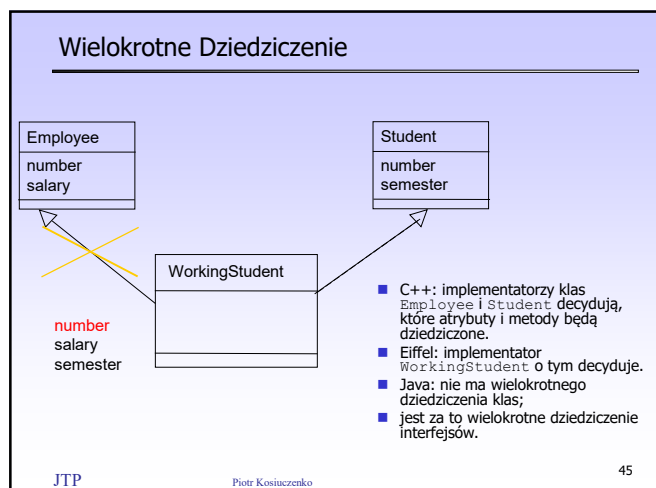 Wielokrotne Dziedziczenie
Employee
number
salary
Student
number
semester
WorkingStudent
number
salary
semester
C++: implementatorzy klas
Employee i Student decydują,
które atrybuty i metody będą
dziedziczone.
Eiffel: implementator
WorkingStudent o tym decyduje.
Java: nie ma wielokrotnego
dziedziczenia klas;
jest za to wielokrotne dziedziczenie
interfejsów.
JTP
Piotr Kosiuczenko
45